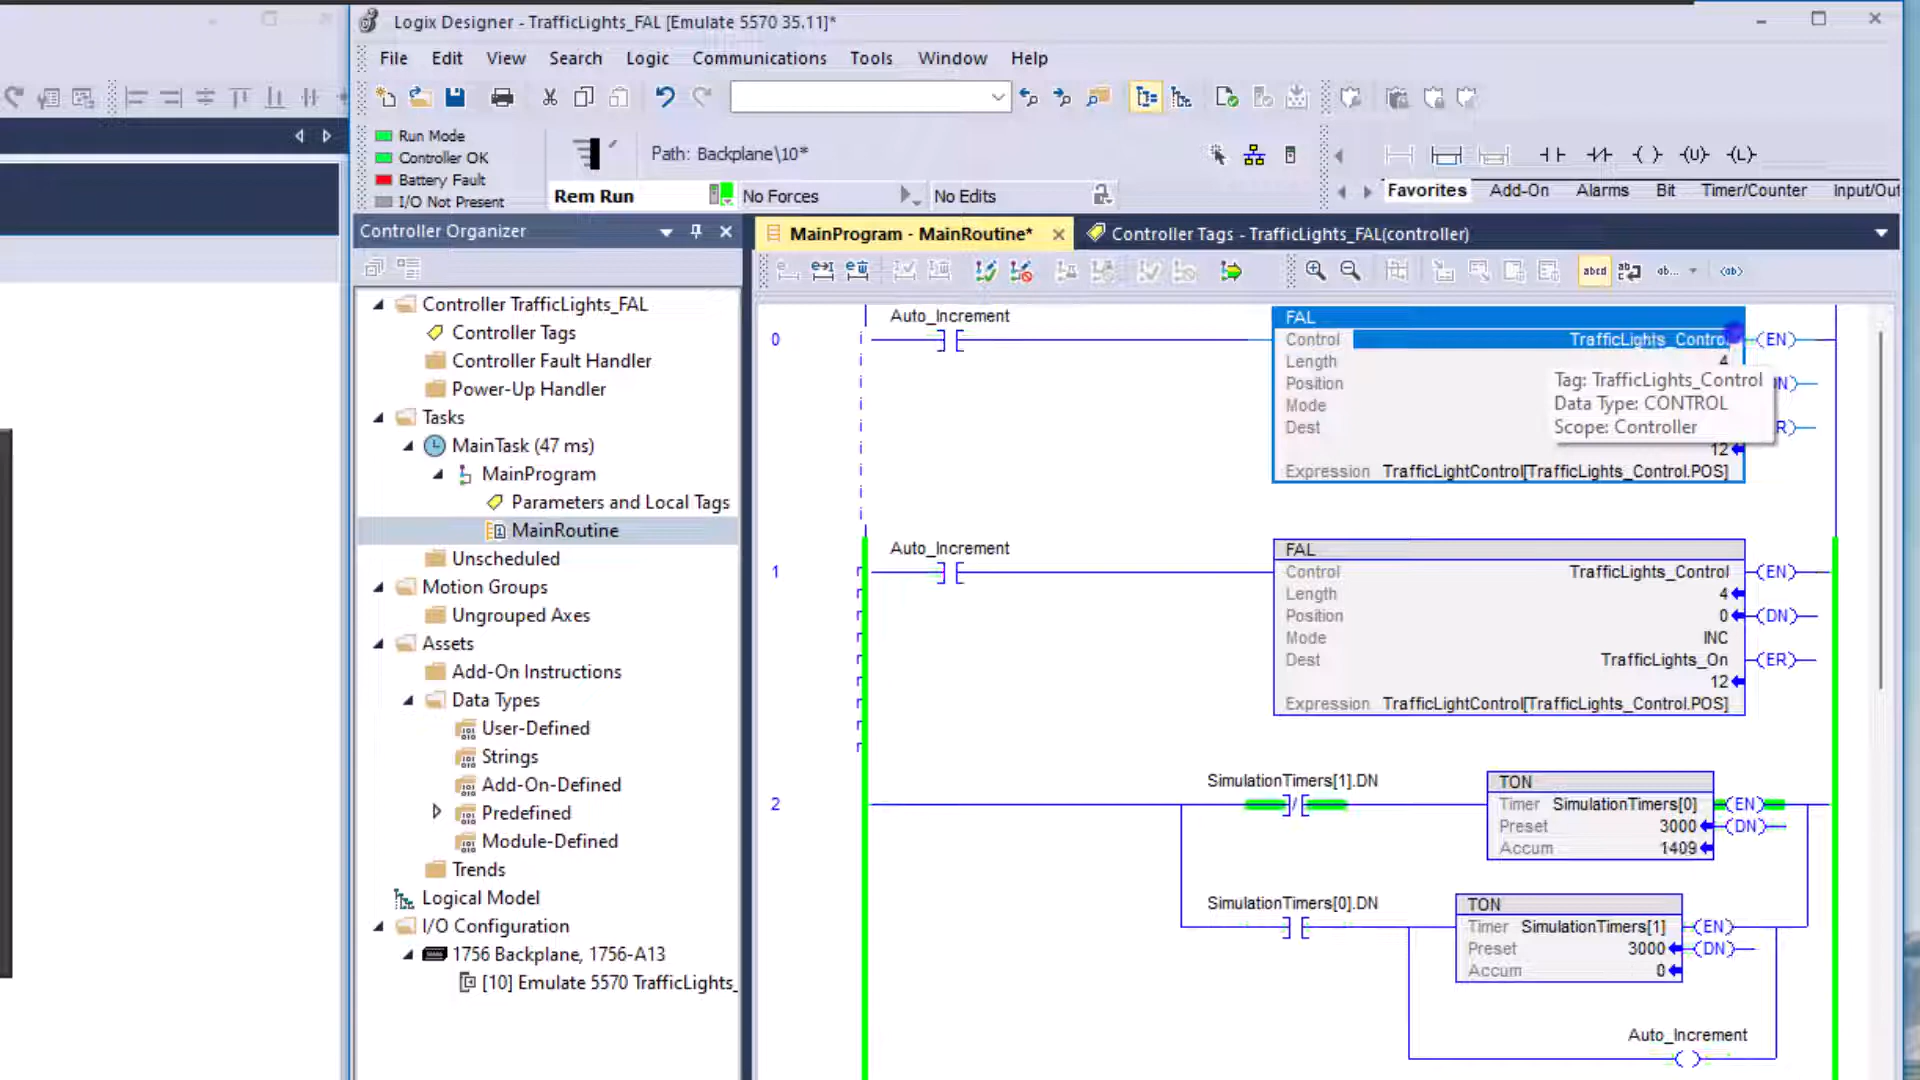 Logix Designer - TrafficLights_FAL [Emulate 5570 35.11]*
File Edit View Search Logic Communications Tools Window Help
Run Mode
Controller OK
Battery Fault
I/O Not Present
Path: Backplane\10*
Rem Run
No Forces
No Edits
Favorites Add-On Alarms Bit Timer/Counter Input/Out
Controller Organizer
MainProgram - MainRoutine*
Controller Tags - TrafficLights_FAL(controller)
Controller TrafficLights_FAL
Controller Tags
Controller Fault Handler
Power-Up Handler
Tasks
MainTask (47 ms)
MainProgram
Parameters and Local Tags
MainRoutine
Unscheduled
Motion Groups
Ungrouped Axes
Assets
Add-On Instructions
Data Types
User-Defined
Strings
Add-On-Defined
Predefined
Module-Defined
Trends
Logical Model
I/O Configuration
1756 Backplane, 1756-A13
[10] Emulate 5570 TrafficLights_
0
Auto_Increment
FAL
Control TrafficLights_Control (EN)
Length 4
Position
Mode
Dest
12
Expression TrafficLightControl[TrafficLights_Control.POS]
Tag: TrafficLights_Control
Data Type: CONTROL
Scope: Controller
1
Auto_Increment
FAL
Control TrafficLights_Control (EN)
Length 4
Position 0 (DN)
Mode INC
Dest TrafficLights_On (ER)
12
Expression TrafficLightControl[TrafficLights_Control.POS]
2
SimulationTimers[1].DN
TON
Timer SimulationTimers[0] (EN)
Preset 3000 (DN)
Accum 1409
SimulationTimers[0].DN
TON
Timer SimulationTimers[1] (EN)
Preset 3000 (DN)
Accum 0
Auto_Increment